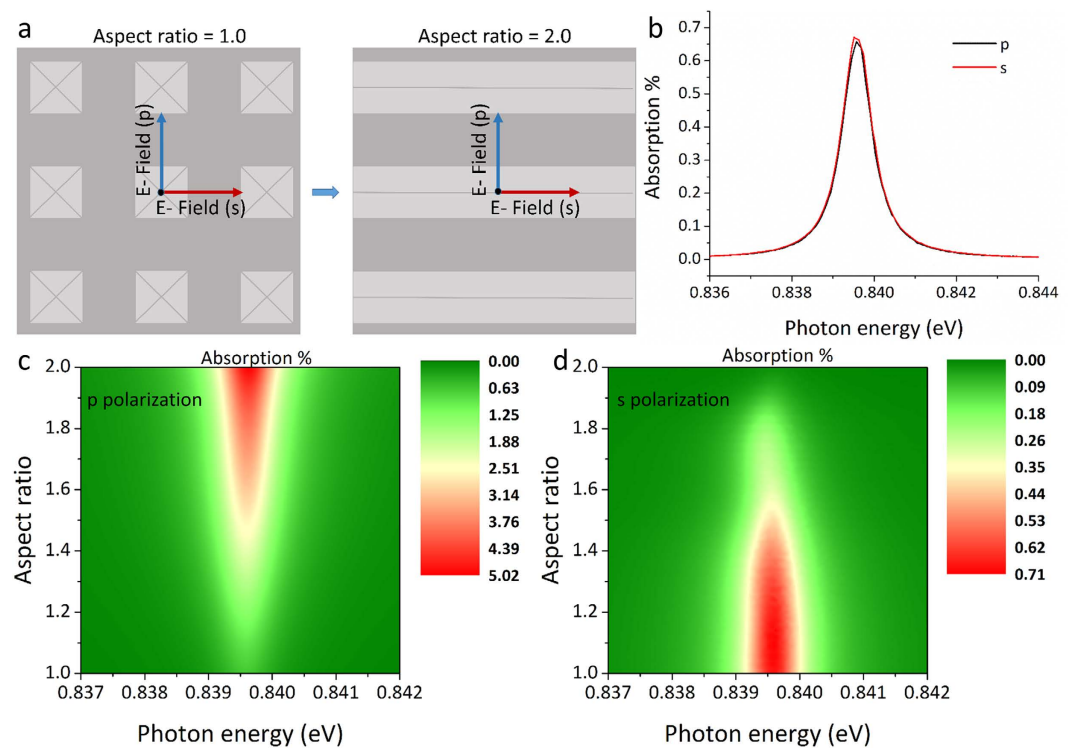 a
Aspect ratio = 1.0
Aspect ratio = 2.0
E- Field (p)
E- Field (s)
E- Field (p)
E- Field (s)
b
Absorption %
0.7
0.6
0.4
0.3
0.1
0.0
p
s
0.836
0.838
0.840
0.842
0.844
Photon energy (eV)
c
Absorption %
p polarization
Aspect ratio
2.0
1.8
1.6
1.4
1.2
1.0
0.837
0.838
0.839
0.840
0.841
0.842
Photon energy (eV)
0.00
0.63
1.25
1.88
2.51
3.14
3.76
4.39
5.02
d
Absorption %
s polarization
Aspect ratio
2.0
1.8
1.6
1.4
1.2
1.0
0.837
0.838
0.839
0.840
0.841
0.842
Photon energy (eV)
0.00
0.09
0.18
0.26
0.35
0.44
0.53
0.62
0.71